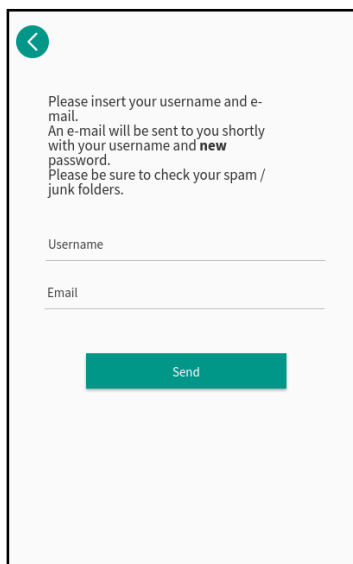 Please insert your username and e-
mail.
An e-mail will be sent to you shortly
with your username and new
password.
Please be sure to check your spam /
junk folders.
Username
Email
Send